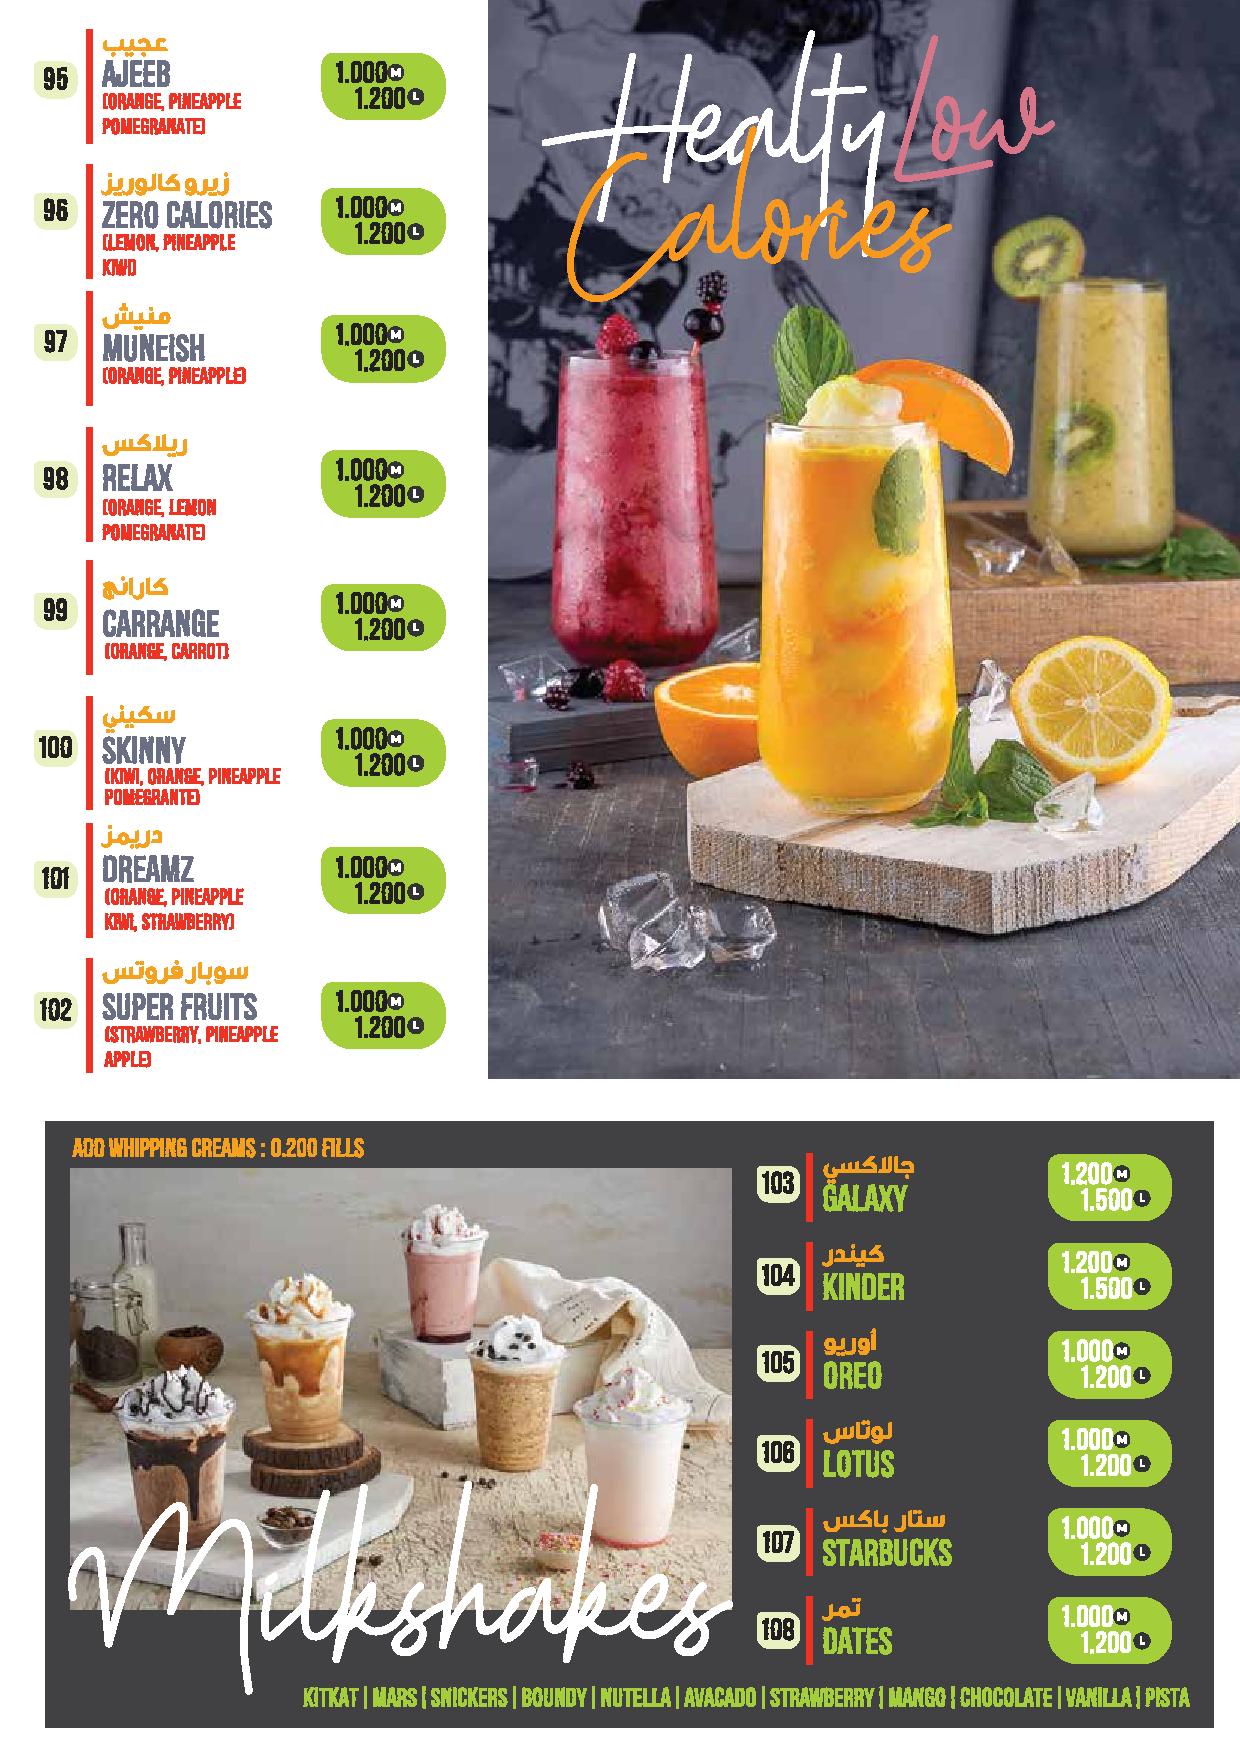 95
عجيب
AJEEB
(ORANGE, PINEAPPLE
POMEGRANATE)
1.000 M
1.200 L
96
زيرو كالوريز
ZERO CALORIES
(LEMON, PINEAPPLE
KIWI)
1.000 M
1.200 L
97
منيش
MUNEISH
(ORANGE, PINEAPPLE)
1.000 M
1.200 L
98
ريلاكس
RELAX
(ORANGE, LEMON
POMEGRANATE)
1.000 M
1.200 L
99
كارانج
CARRANGE
(ORANGE, CARROT)
1.000 M
1.200 L
100
سكيني
SKINNY
(KIWI, ORANGE, PINEAPPLE
POMEGRANTE)
1.000 M
1.200 L
101
دريمز
DREAMZ
(ORANGE, PINEAPPLE
KIWI, STRAWBERRY)
1.000 M
1.200 L
102
سوبار فروتس
SUPER FRUITS
(STRAWBERRY, PINEAPPLE
APPLE)
1.000 M
1.200 L
Healty Low
Calories
ADD WHIPPING CREAMS : 0.200 FILLS
Milkshakes
103
جالاكسي
GALAXY
1.200 M
1.500 L
104
كيندر
KINDER
1.200 M
1.500 L
105
أوريو
OREO
1.000 M
1.200 L
106
لوتاس
LOTUS
1.000 M
1.200 L
107
ستار باكس
STARBUCKS
1.000 M
1.200 L
108
تمر
DATES
1.000 M
1.200 L
KITKAT | MARS | SNICKERS | BOUNDY | NUTELLA | AVACADO | STRAWBERRY | MANGO | CHOCOLATE | VANILLA | PISTA